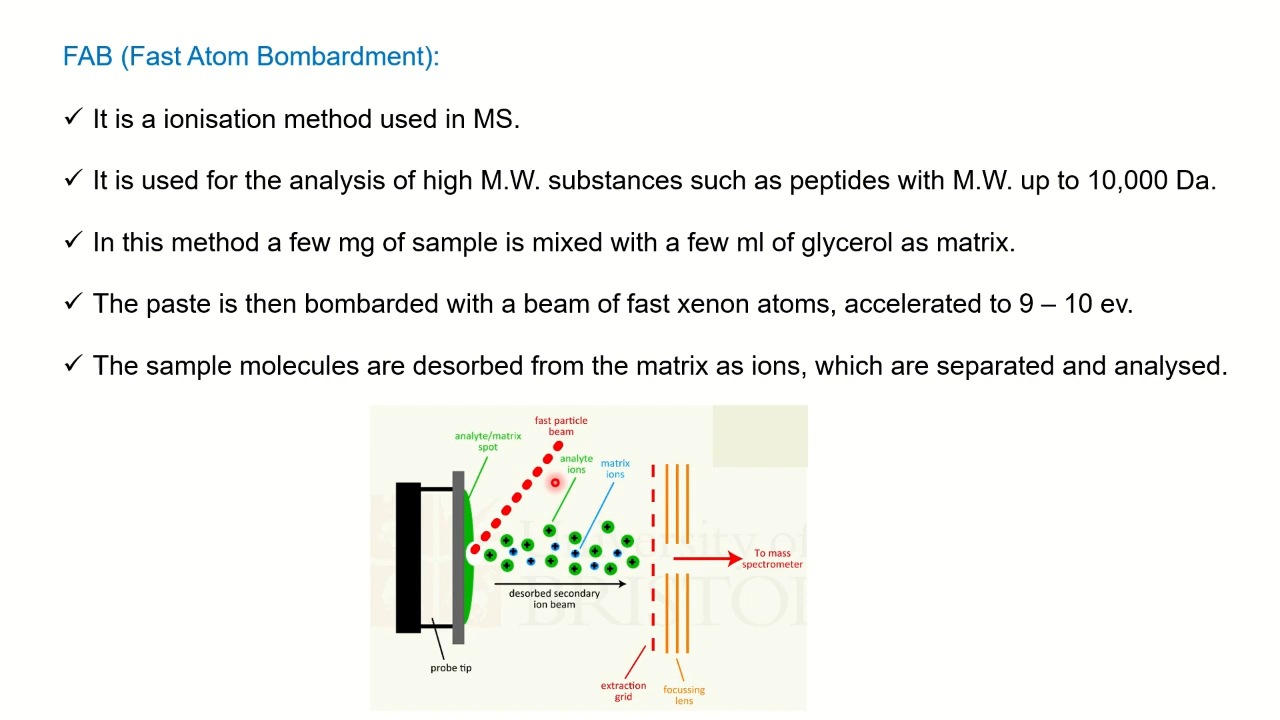 FAB (Fast Atom Bombardment):
✓ It is a ionisation method used in MS.
✓ It is used for the analysis of high M.W. substances such as peptides with M.W. up to 10,000 Da.
✓ In this method a few mg of sample is mixed with a few ml of glycerol as matrix.
✓ The paste is then bombarded with a beam of fast xenon atoms, accelerated to 9 – 10 ev.
✓ The sample molecules are desorbed from the matrix as ions, which are separated and analysed.
fast particle
beam
analyte/matrix
spot
analyte
ions
matrix
ions
University of
BRISTOL
To mass
spectrometer
desorbed secondary
ion beam
probe tip
extraction
grid
focussing
lens